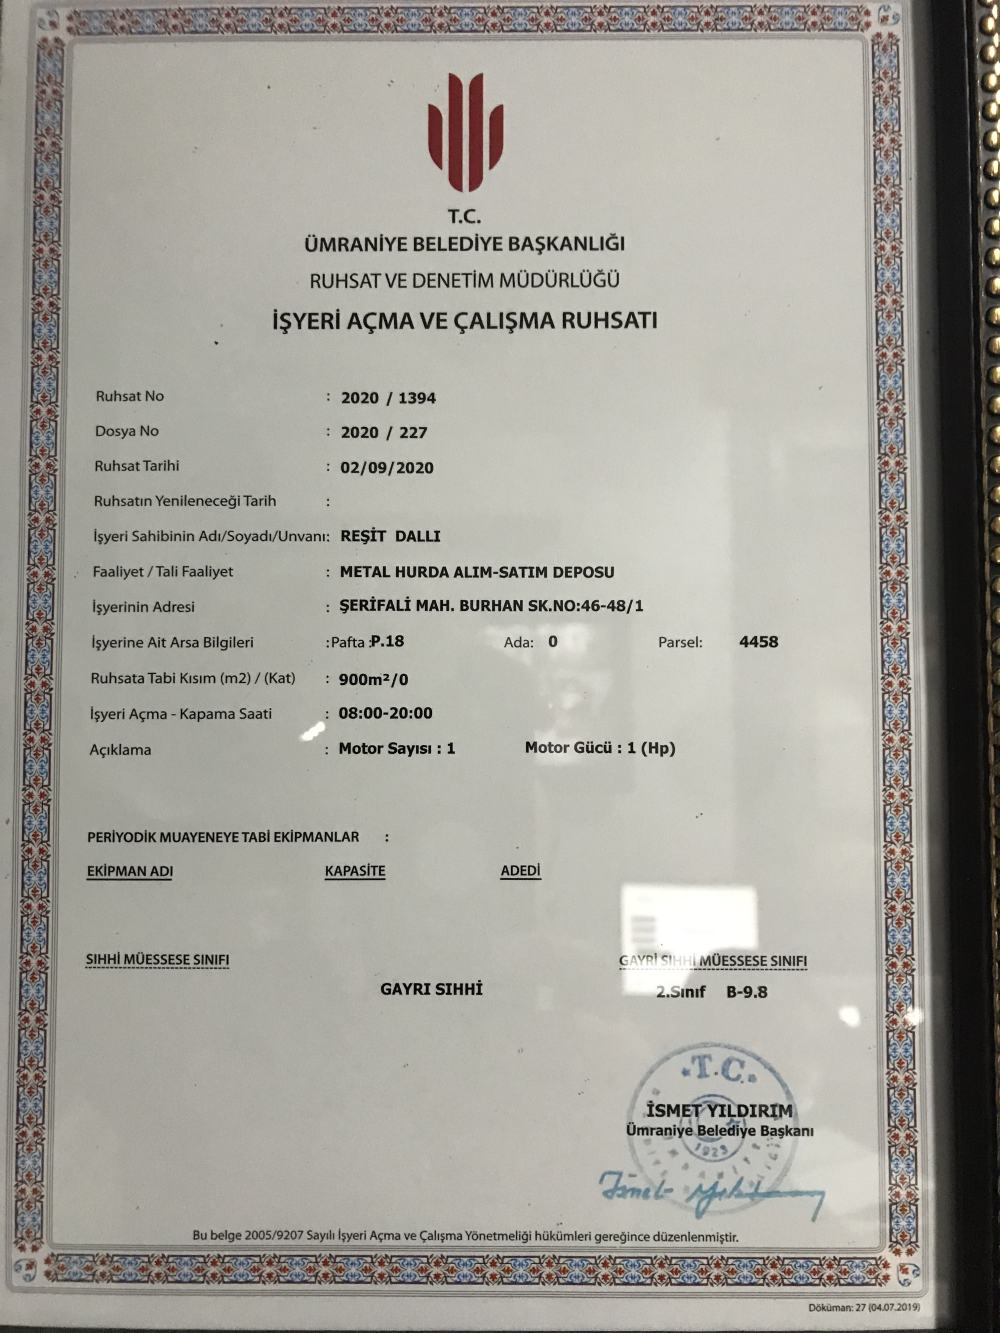 T.C.
ÜMRANİYE BELEDİYE BAŞKANLIĞI
RUHSAT VE DENETİM MÜDÜRLÜĞÜ
İŞYERİ AÇMA VE ÇALIŞMA RUHSATI
Ruhsat No : 2020 / 1394
Dosya No : 2020 / 227
Ruhsat Tarihi : 02/09/2020
Ruhsatın Yenileneceği Tarih :
İşyeri Sahibinin Adı/Soyadı/Unvanı: REŞİT DALLI
Faaliyet / Tali Faaliyet : METAL HURDA ALIM-SATIM DEPOSU
İşyerinin Adresi : ŞERİFALİ MAH. BURHAN SK.NO:46-48/1
İşyerine Ait Arsa Bilgileri :Pafta :P.18 Ada: 0 Parsel: 4458
Ruhsata Tabi Kısım (m2) / (Kat) : 900m²/0
İşyeri Açma - Kapama Saati : 08:00-20:00
Açıklama : Motor Sayısı : 1 Motor Gücü : 1 (Hp)
PERİYODİK MUAYENEYE TABİ EKİPMANLAR :
EKİPMAN ADI KAPASİTE ADEDİ
SIHHİ MÜESSESE SINIFI GAYRİ SIHHİ MÜESSESE SINIFI
GAYRI SIHHİ 2.Sınıf B-9.8
T.C.
İSMET YILDIRIM
Ümraniye Belediye Başkanı
1923
Bu belge 2005/9207 Sayılı İşyeri Açma ve Çalışma Yönetmeliği hükümleri gereğince düzenlenmiştir.
Döküman: 27 (04.07.2019)